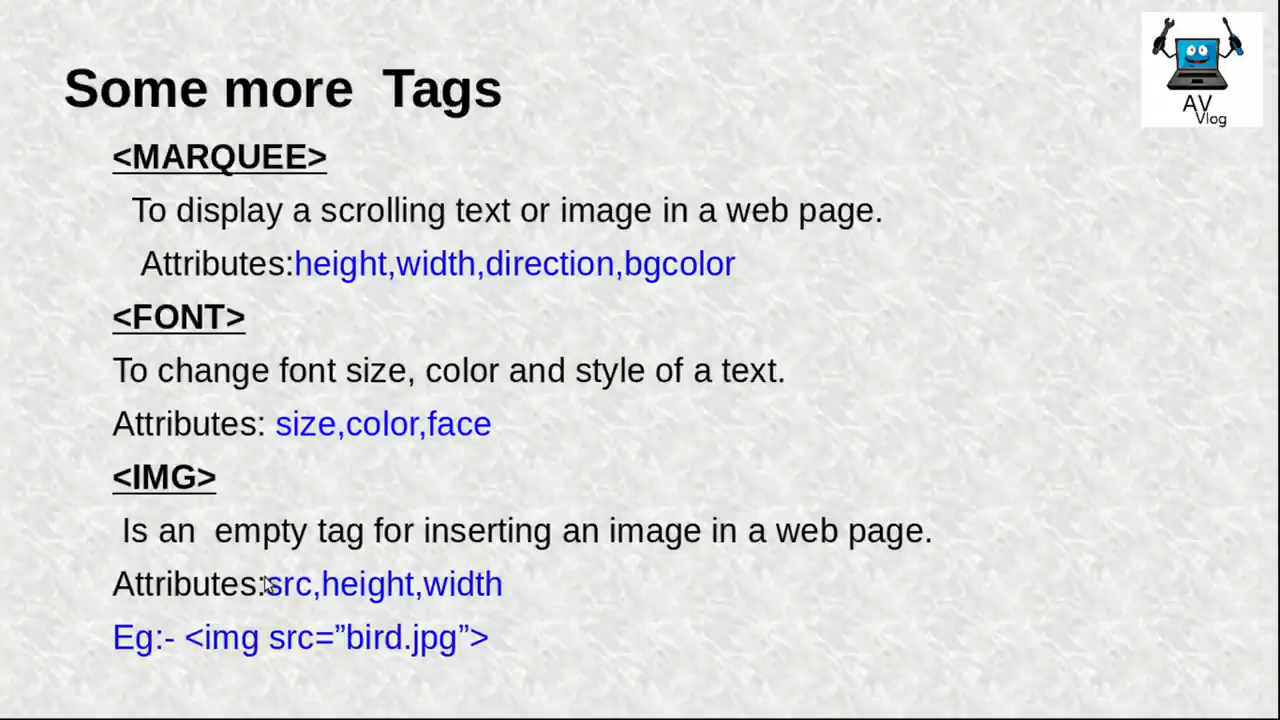 Some more Tags
AV
Vlog
<MARQUEE>
To display a scrolling text or image in a web page.
Attributes:height,width,direction,bgcolor
<FONT>
To change font size, color and style of a text.
Attributes: size,color,face
<IMG>
Is an empty tag for inserting an image in a web page.
Attributes:src,height,width
Eg:- <img src=”bird.jpg”>